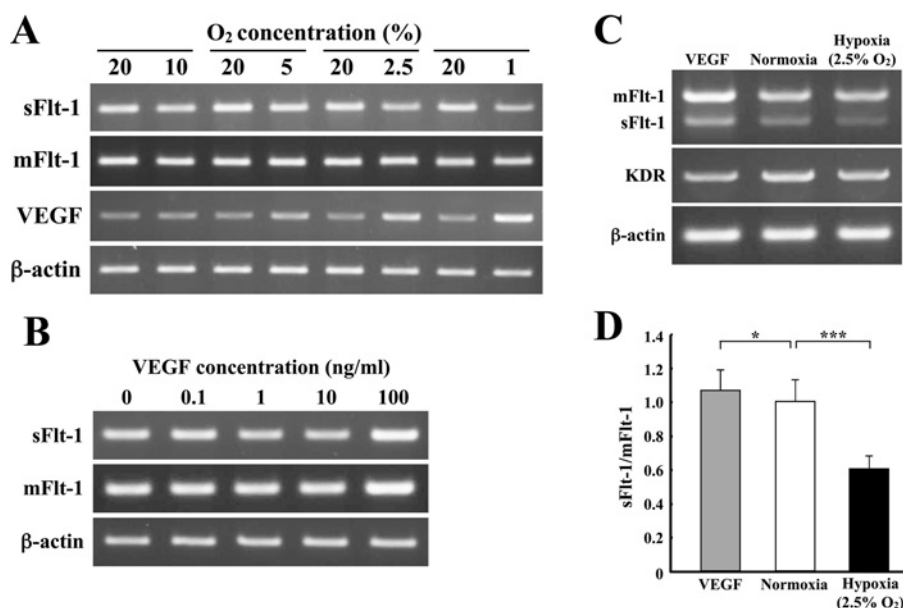 A
O₂ concentration (%)
20 10 20 5 20 2.5 20 1
sFlt-1
mFlt-1
VEGF
β-actin
B
VEGF concentration (ng/ml)
0 0.1 1 10 100
sFlt-1
mFlt-1
β-actin
C
VEGF Normoxia Hypoxia
(2.5% O₂)
mFlt-1
sFlt-1
KDR
β-actin
D
sFlt-1/mFlt-1
1.4
1.2
1.0
0.8
0.6
0.4
0.2
0
* ***
VEGF Normoxia Hypoxia
(2.5% O₂)